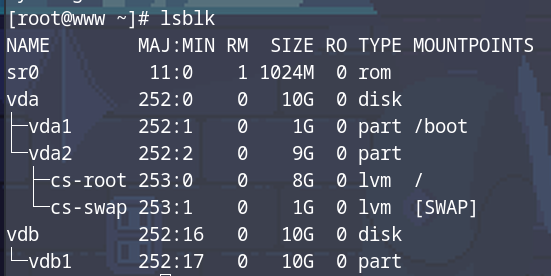 [root@www ~]# lsblk
NAME        MAJ:MIN RM  SIZE RO TYPE MOUNTPOINTS
sr0          11:0    1 1024M  0 rom
vda         252:0    0   10G  0 disk
├─vda1      252:1    0    1G  0 part /boot
└─vda2      252:2    0    9G  0 part
  ├─cs-root 253:0    0    8G  0 lvm  /
  └─cs-swap 253:1    0    1G  0 lvm  [SWAP]
vdb         252:16   0   10G  0 disk
└─vdb1      252:17   0   10G  0 part